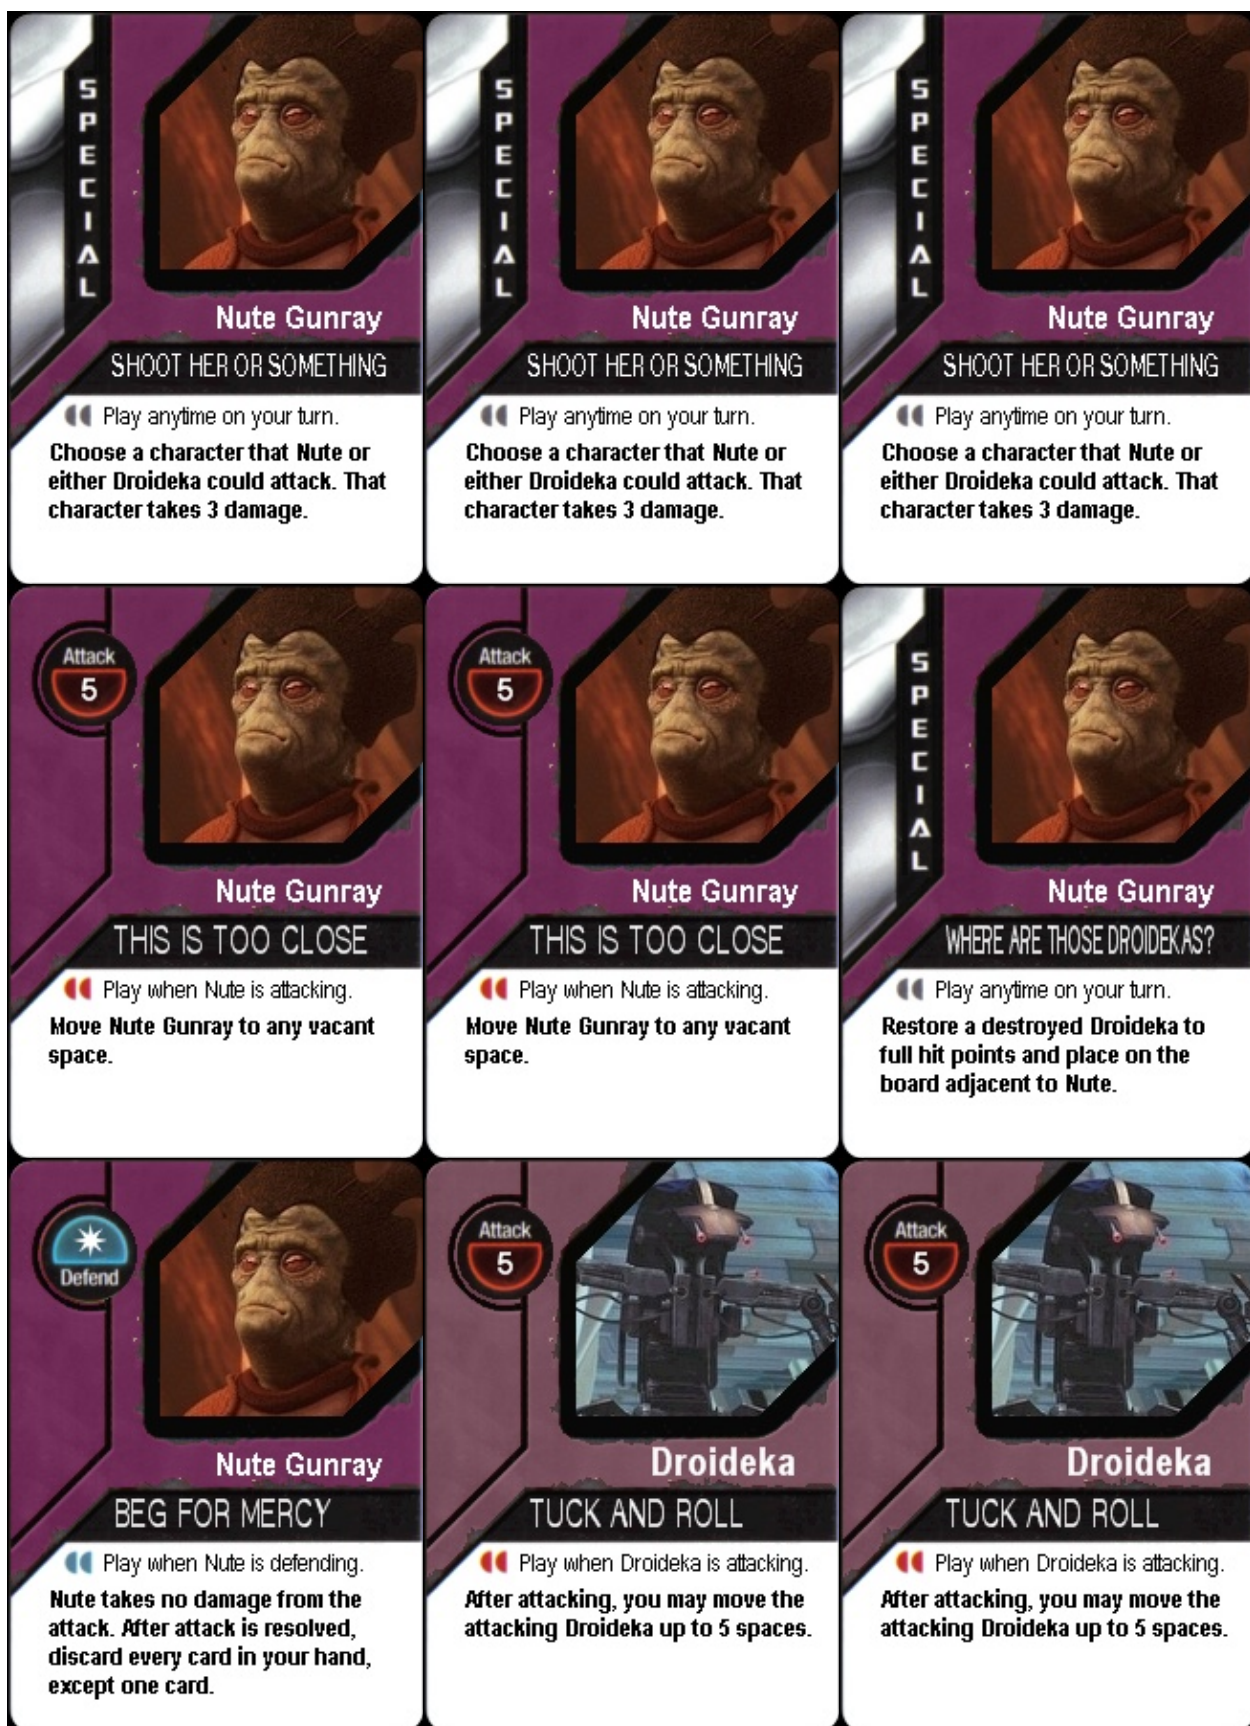 SPECIAL
Nute Gunray
SHOOT HER OR SOMETHING
Play anytime on your turn.
Choose a character that Nute or
either Droideka could attack. That
character takes 3 damage.
SPECIAL
Nute Gunray
SHOOT HER OR SOMETHING
Play anytime on your turn.
Choose a character that Nute or
either Droideka could attack. That
character takes 3 damage.
SPECIAL
Nute Gunray
SHOOT HER OR SOMETHING
Play anytime on your turn.
Choose a character that Nute or
either Droideka could attack. That
character takes 3 damage.
Attack
5
Nute Gunray
THIS IS TOO CLOSE
Play when Nute is attacking.
Move Nute Gunray to any vacant
space.
Attack
5
Nute Gunray
THIS IS TOO CLOSE
Play when Nute is attacking.
Move Nute Gunray to any vacant
space.
SPECIAL
Nute Gunray
WHERE ARE THOSE DROIDEKAS?
Play anytime on your turn.
Restore a destroyed Droideka to
full hit points and place on the
board adjacent to Nute.
Defend
Nute Gunray
BEG FOR MERCY
Play when Nute is defending.
Nute takes no damage from the
attack. After attack is resolved,
discard every card in your hand,
except one card.
Attack
5
Droideka
TUCK AND ROLL
Play when Droideka is attacking.
After attacking, you may move the
attacking Droideka up to 5 spaces.
Attack
5
Droideka
TUCK AND ROLL
Play when Droideka is attacking.
After attacking, you may move the
attacking Droideka up to 5 spaces.